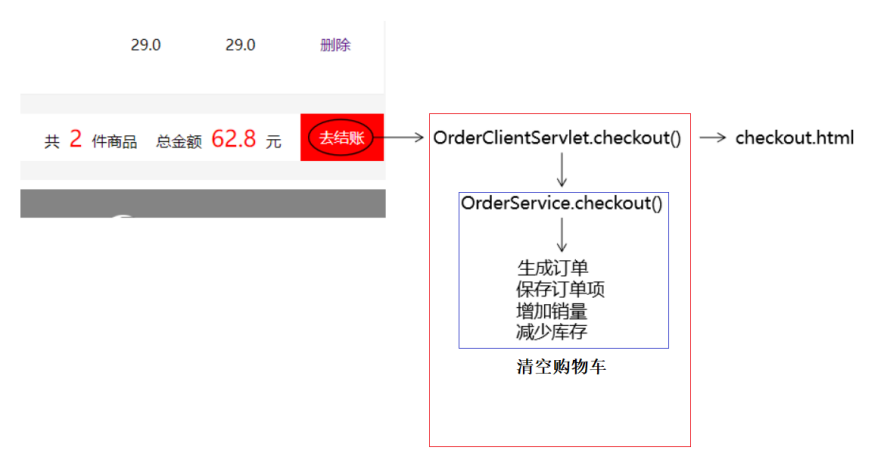 29.0 29.0 删除
共 2 件商品 总金额 62.8 元 去结账
OrderClientServlet.checkout()
checkout.html
OrderService.checkout()
生成订单
保存订单项
增加销量
减少库存
清空购物车